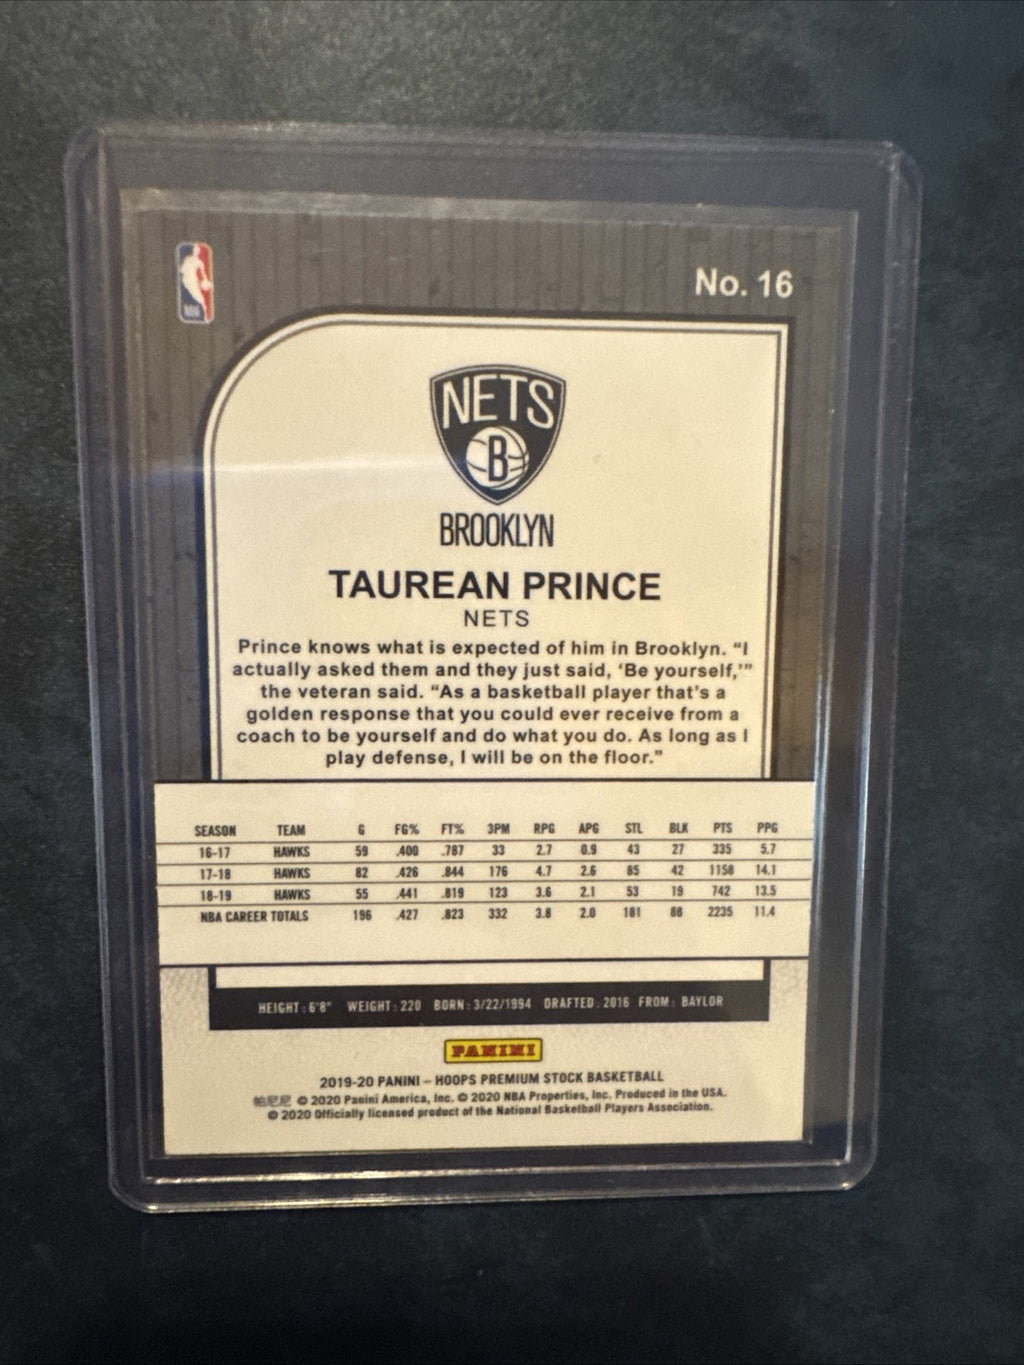 No. 16
NETS
B
BROOKLYN
TAUREAN PRINCE
NETS
Prince knows what is expected of him in Brooklyn. “I
actually asked them and they just said, ‘Be yourself,’”
the veteran said. “As a basketball player that’s a
golden response that you could ever receive from a
coach to be yourself and do what you do. As long as I
play defense, I will be on the floor.”
SEASON TEAM G FG% FT% 3PM RPG APG STL BLK PTS PPG
16-17 HAWKS 59 .400 .787 33 2.7 0.9 43 27 335 5.7
17-18 HAWKS 82 .426 .844 176 4.7 2.6 85 42 1158 14.1
18-19 HAWKS 55 .441 .819 123 3.6 2.1 53 19 742 13.5
NBA CAREER TOTALS 196 .427 .823 332 3.8 2.0 181 88 2235 11.4
HEIGHT: 6'8" WEIGHT: 220 BORN: 3/22/1994 DRAFTED: 2016 FROM: BAYLOR
PANINI
2019-20 PANINI – HOOPS PREMIUM STOCK BASKETBALL
帕尼尼 © 2020 Panini America, Inc. © 2020 NBA Properties, Inc. Produced in the USA.
© 2020 Officially licensed product of the National Basketball Players Association.